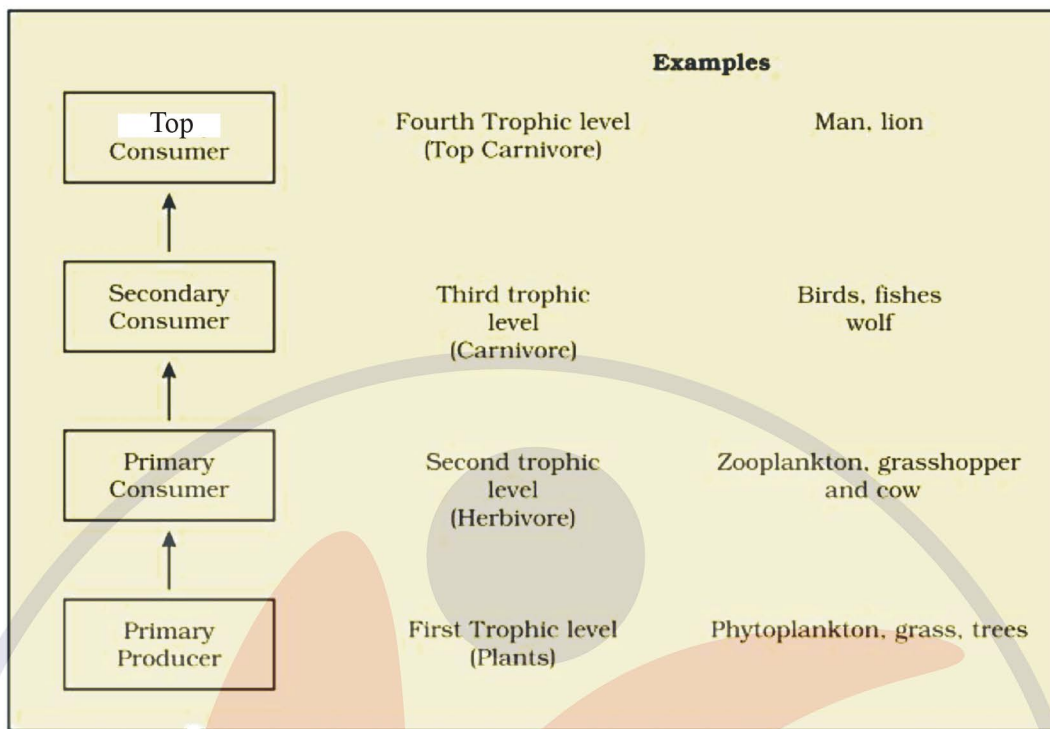 Examples
Top
Consumer
Fourth Trophic level
(Top Carnivore)
Man, lion
Secondary
Consumer
Third trophic
level
(Carnivore)
Birds, fishes
wolf
Primary
Consumer
Second trophic
level
(Herbivore)
Zooplankton, grasshopper
and cow
Primary
Producer
First Trophic level
(Plants)
Phytoplankton, grass, trees